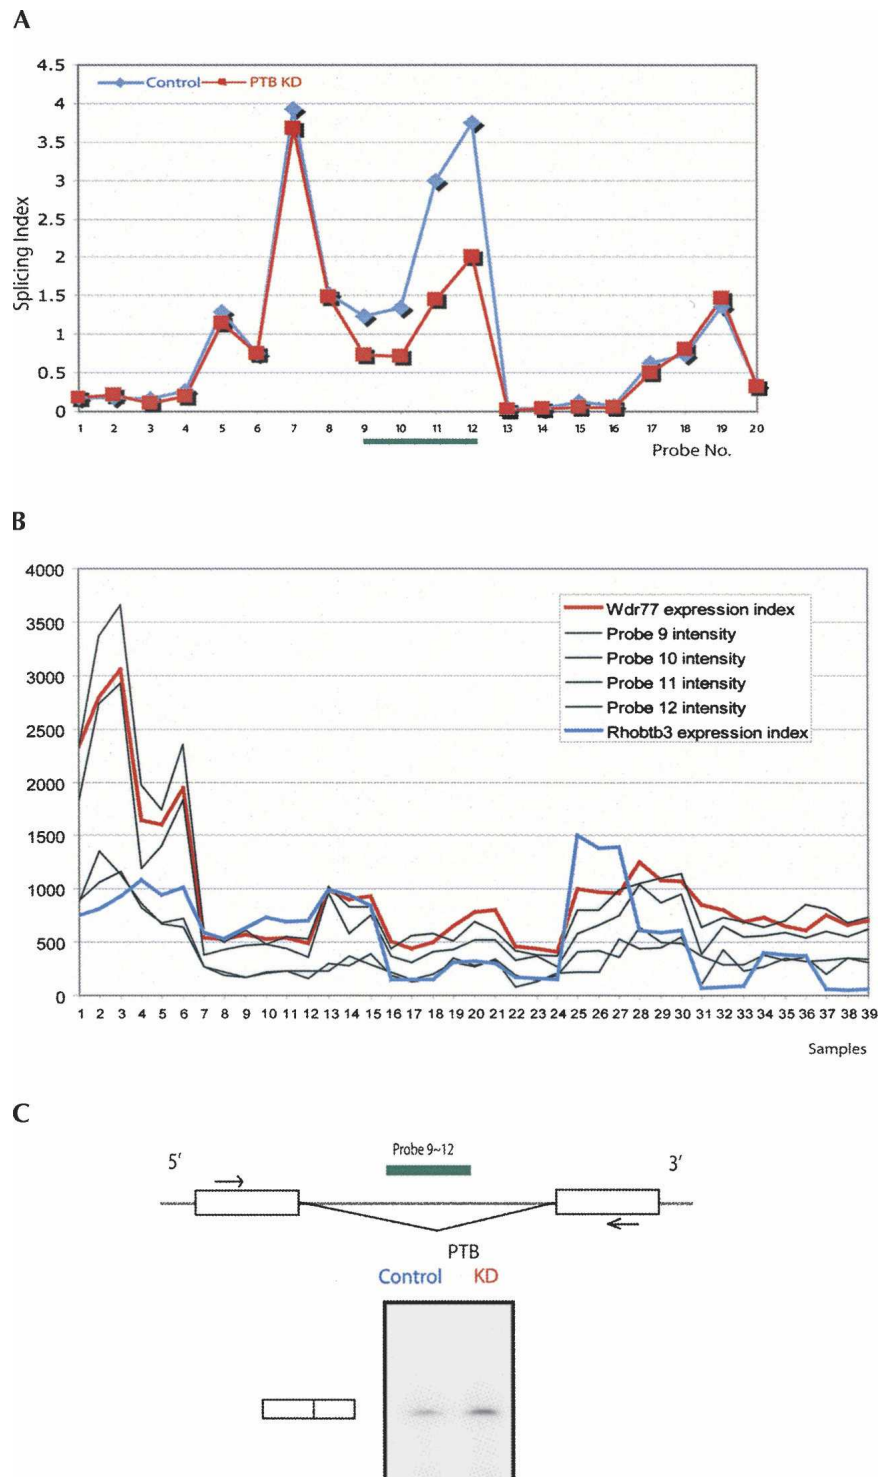 A
4.5
4
3.5
3
2.5
2
1.5
1
0.5
0
Splicing Index
Control
PTB KD
1 2 3 4 5 6 7 8 9 10 11 12 13 14 15 16 17 18 19 20
Probe No.
B
4000
3500
3000
2500
2000
1500
1000
500
0
Wdr77 expression index
Probe 9 intensity
Probe 10 intensity
Probe 11 intensity
Probe 12 intensity
Rhobtb3 expression index
1 2 3 4 5 6 7 8 9 10 11 12 13 14 15 16 17 18 19 20 21 22 23 24 25 26 27 28 29 30 31 32 33 34 35 36 37 38 39
Samples
C
Probe 9~12
5' 3'
PTB
Control KD